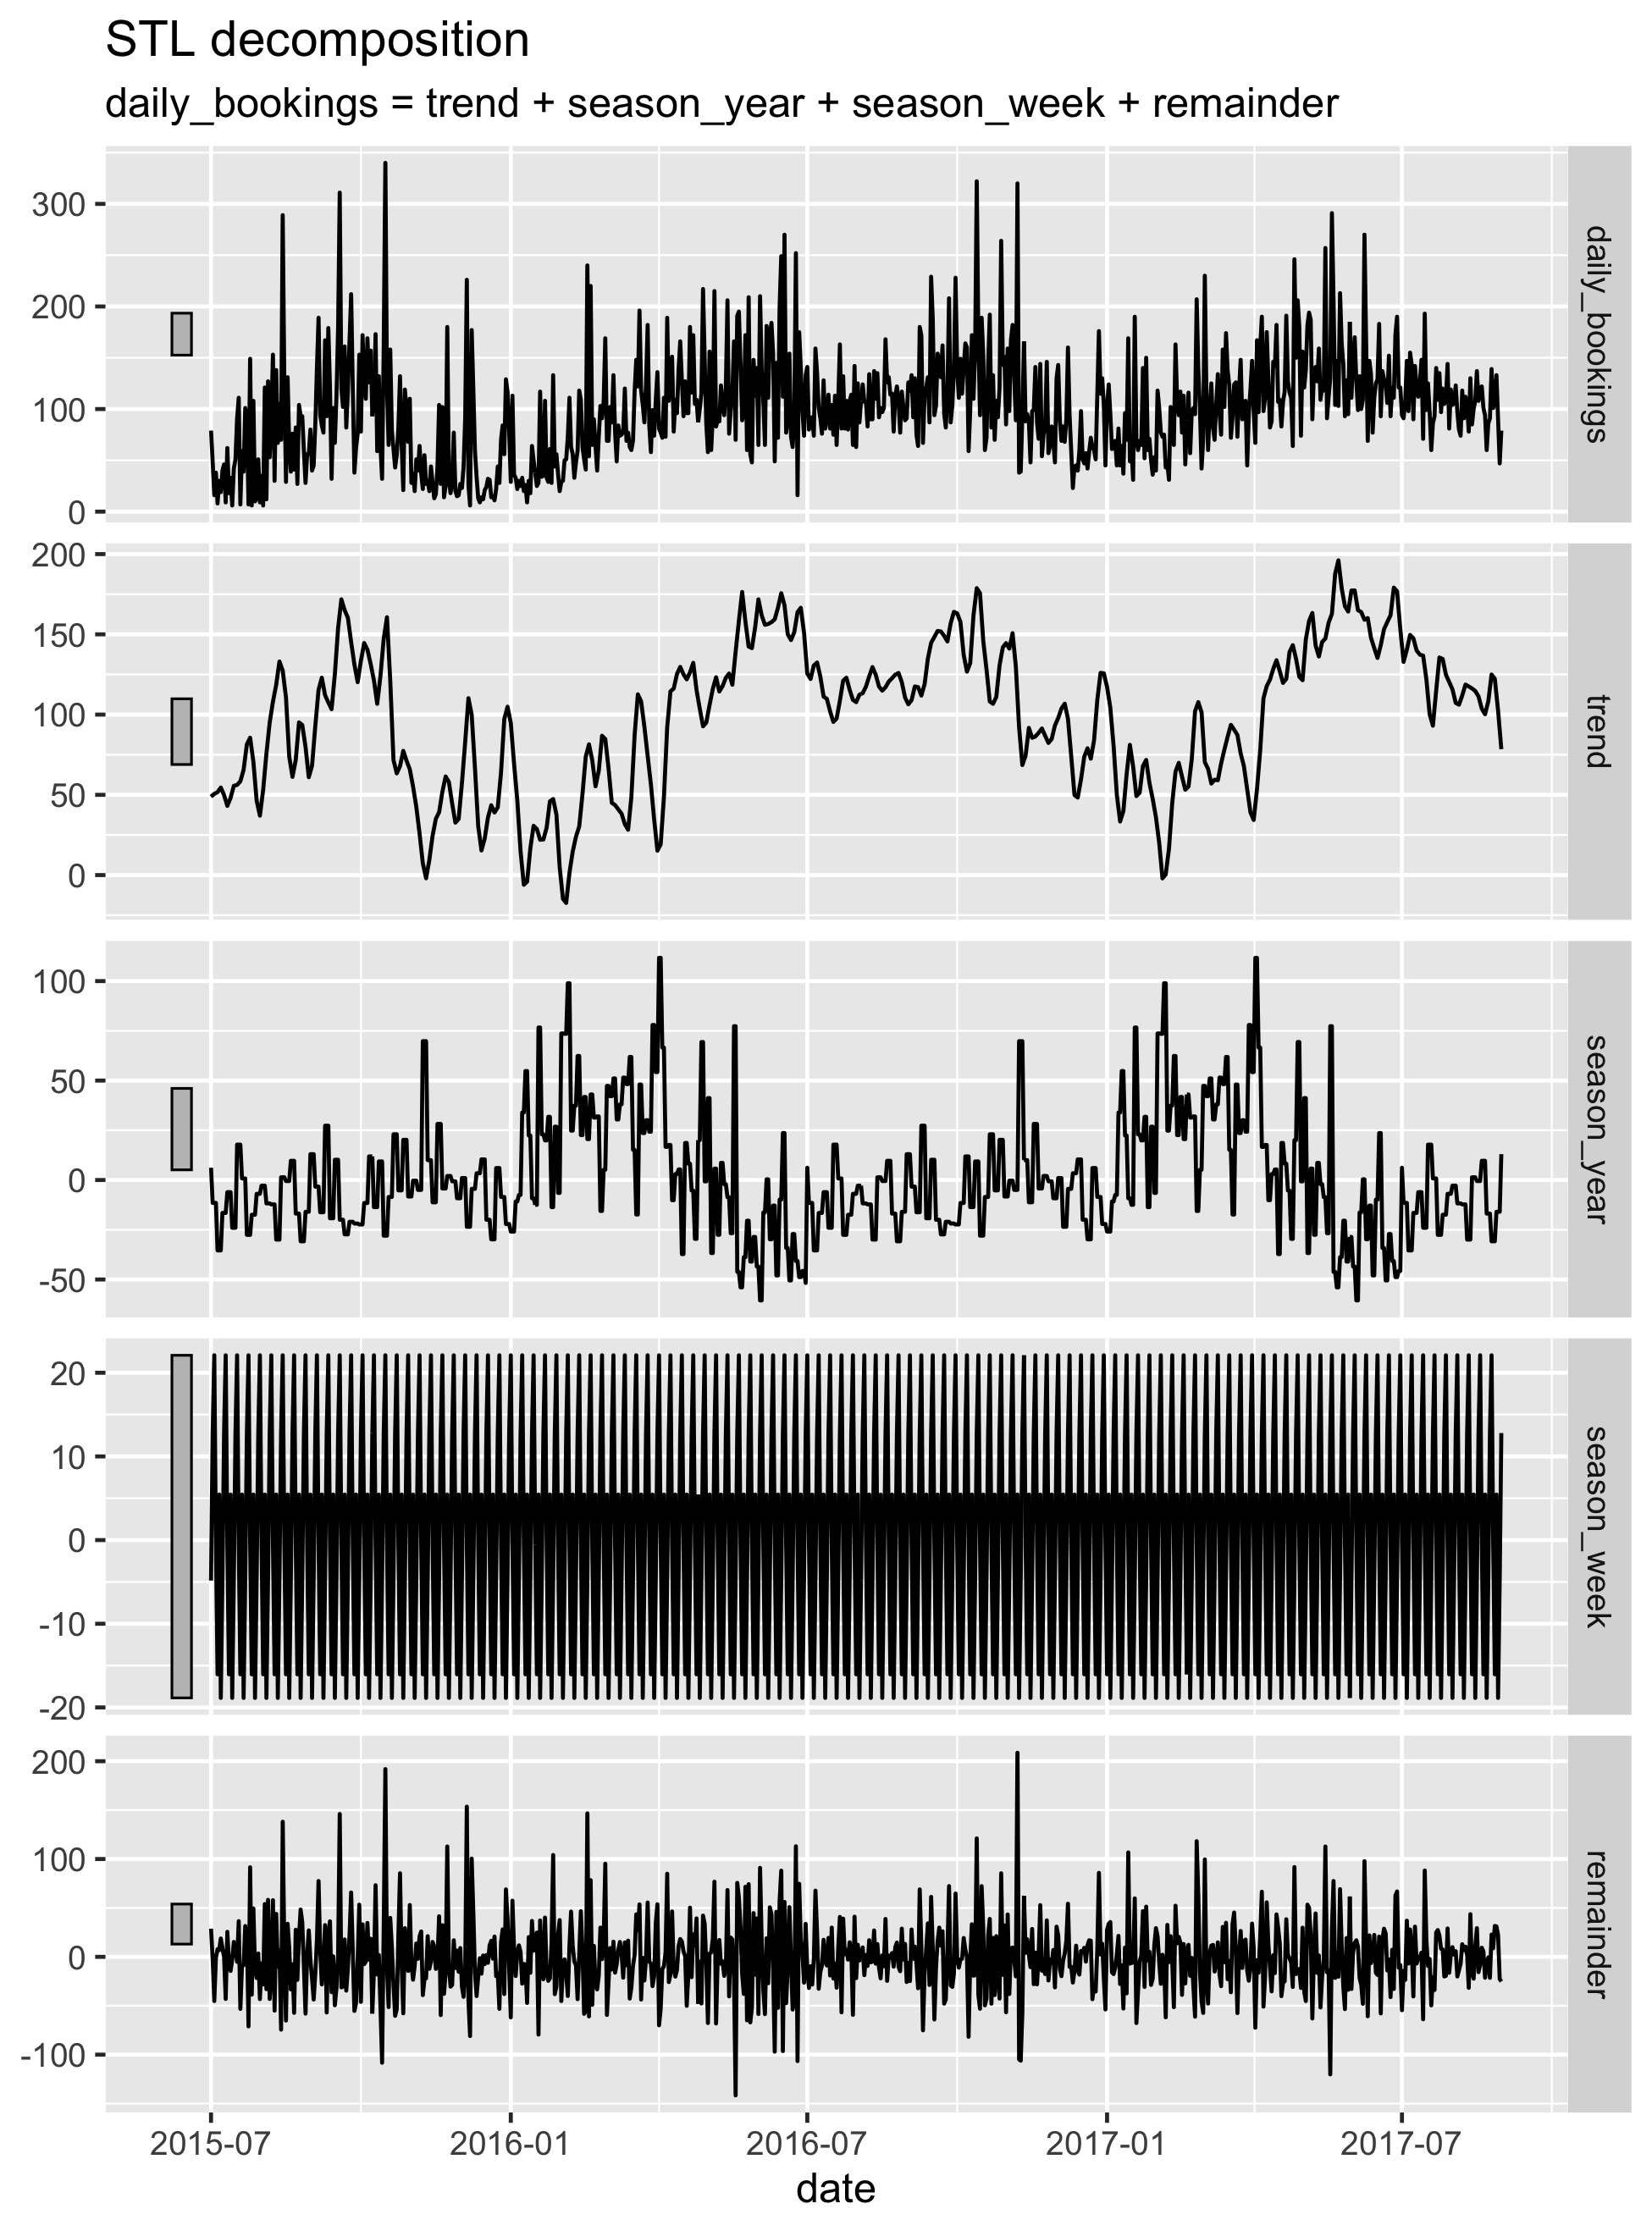 STL decomposition
daily_bookings = trend + season_year + season_week + remainder
300
200
100
0
daily_bookings
200
150
100
50
0
trend
100
50
0
-50
season_year
20
10
0
-10
-20
season_week
200
100
0
-100
remainder
2015-07 2016-01 2016-07 2017-01 2017-07
date